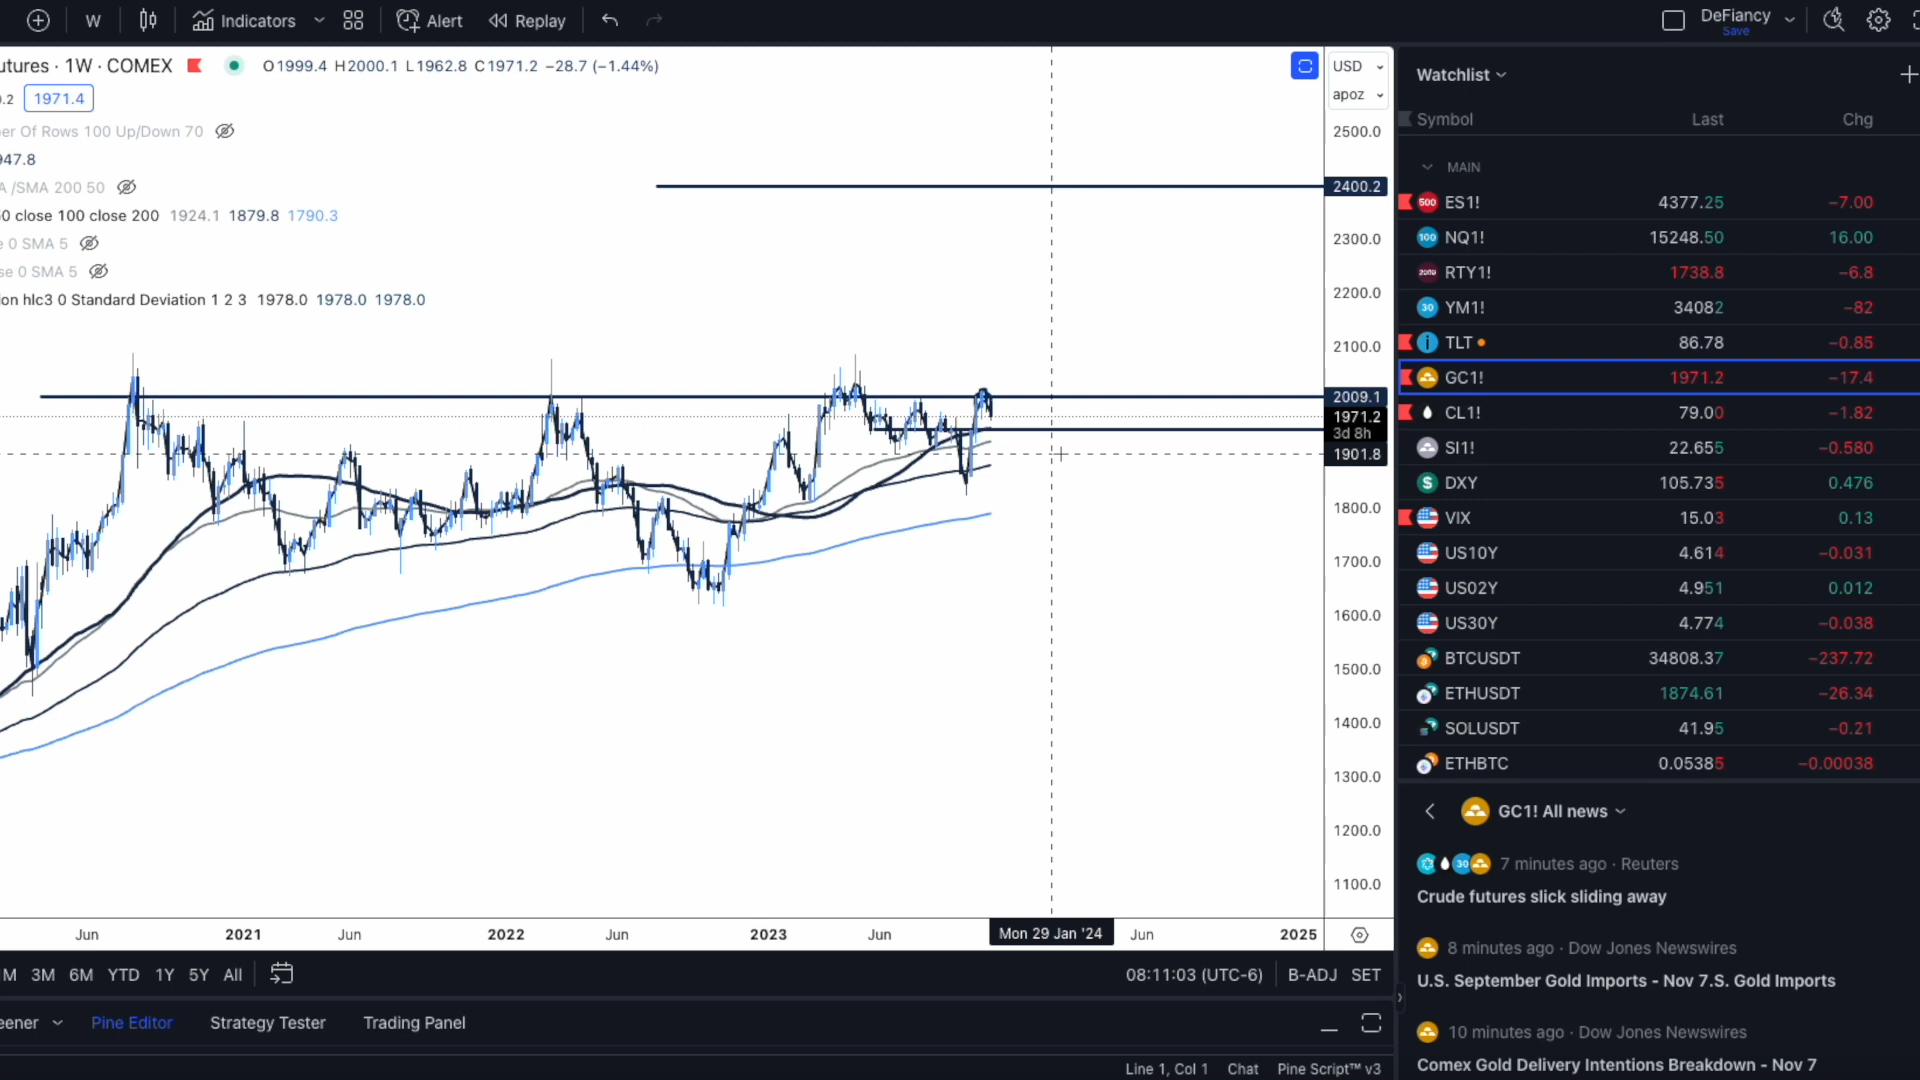 W Indicators Alert Replay DeFiancy
Save
utures · 1W · COMEX O1999.4 H2000.1 L1962.8 C1971.2 −28.7 (−1.44%)
0.2 1971.4
er Of Rows 100 Up/Down 70
947.8
A /SMA 200 50
0 close 100 close 200 1924.1 1879.8 1790.3
e 0 SMA 5
se 0 SMA 5
ion hlc3 0 Standard Deviation 1 2 3 1978.0 1978.0 1978.0
USD
apoz
2500.0
2400.2
2300.0
2200.0
2100.0
2009.1
1971.2
3d 8h
1901.8
1800.0
1700.0
1600.0
1500.0
1400.0
1300.0
1200.0
1100.0
Jun 2021 Jun 2022 Jun 2023 Jun Mon 29 Jan '24 Jun 2025
M 3M 6M YTD 1Y 5Y All 08:11:03 (UTC-6) B-ADJ SET
eener Pine Editor Strategy Tester Trading Panel
Line 1, Col 1 Chat Pine Script™ v3
Watchlist
Symbol Last Chg
MAIN
500 ES1! 4377.25 −7.00
100 NQ1! 15248.50 16.00
2000 RTY1! 1738.8 −6.8
30 YM1! 34082 −82
TLT 86.78 −0.85
GC1! 1971.2 −17.4
CL1! 79.00 −1.82
SI1! 22.655 −0.580
$ DXY 105.735 0.476
VIX 15.03 0.13
US10Y 4.614 −0.031
US02Y 4.951 0.012
US30Y 4.774 −0.038
BTCUSDT 34808.37 −237.72
ETHUSDT 1874.61 −26.34
SOLUSDT 41.95 −0.21
ETHBTC 0.05385 −0.00038
GC1! All news
30 7 minutes ago · Reuters
Crude futures slick sliding away
8 minutes ago · Dow Jones Newswires
U.S. September Gold Imports - Nov 7.S. Gold Imports
10 minutes ago · Dow Jones Newswires
Comex Gold Delivery Intentions Breakdown - Nov 7